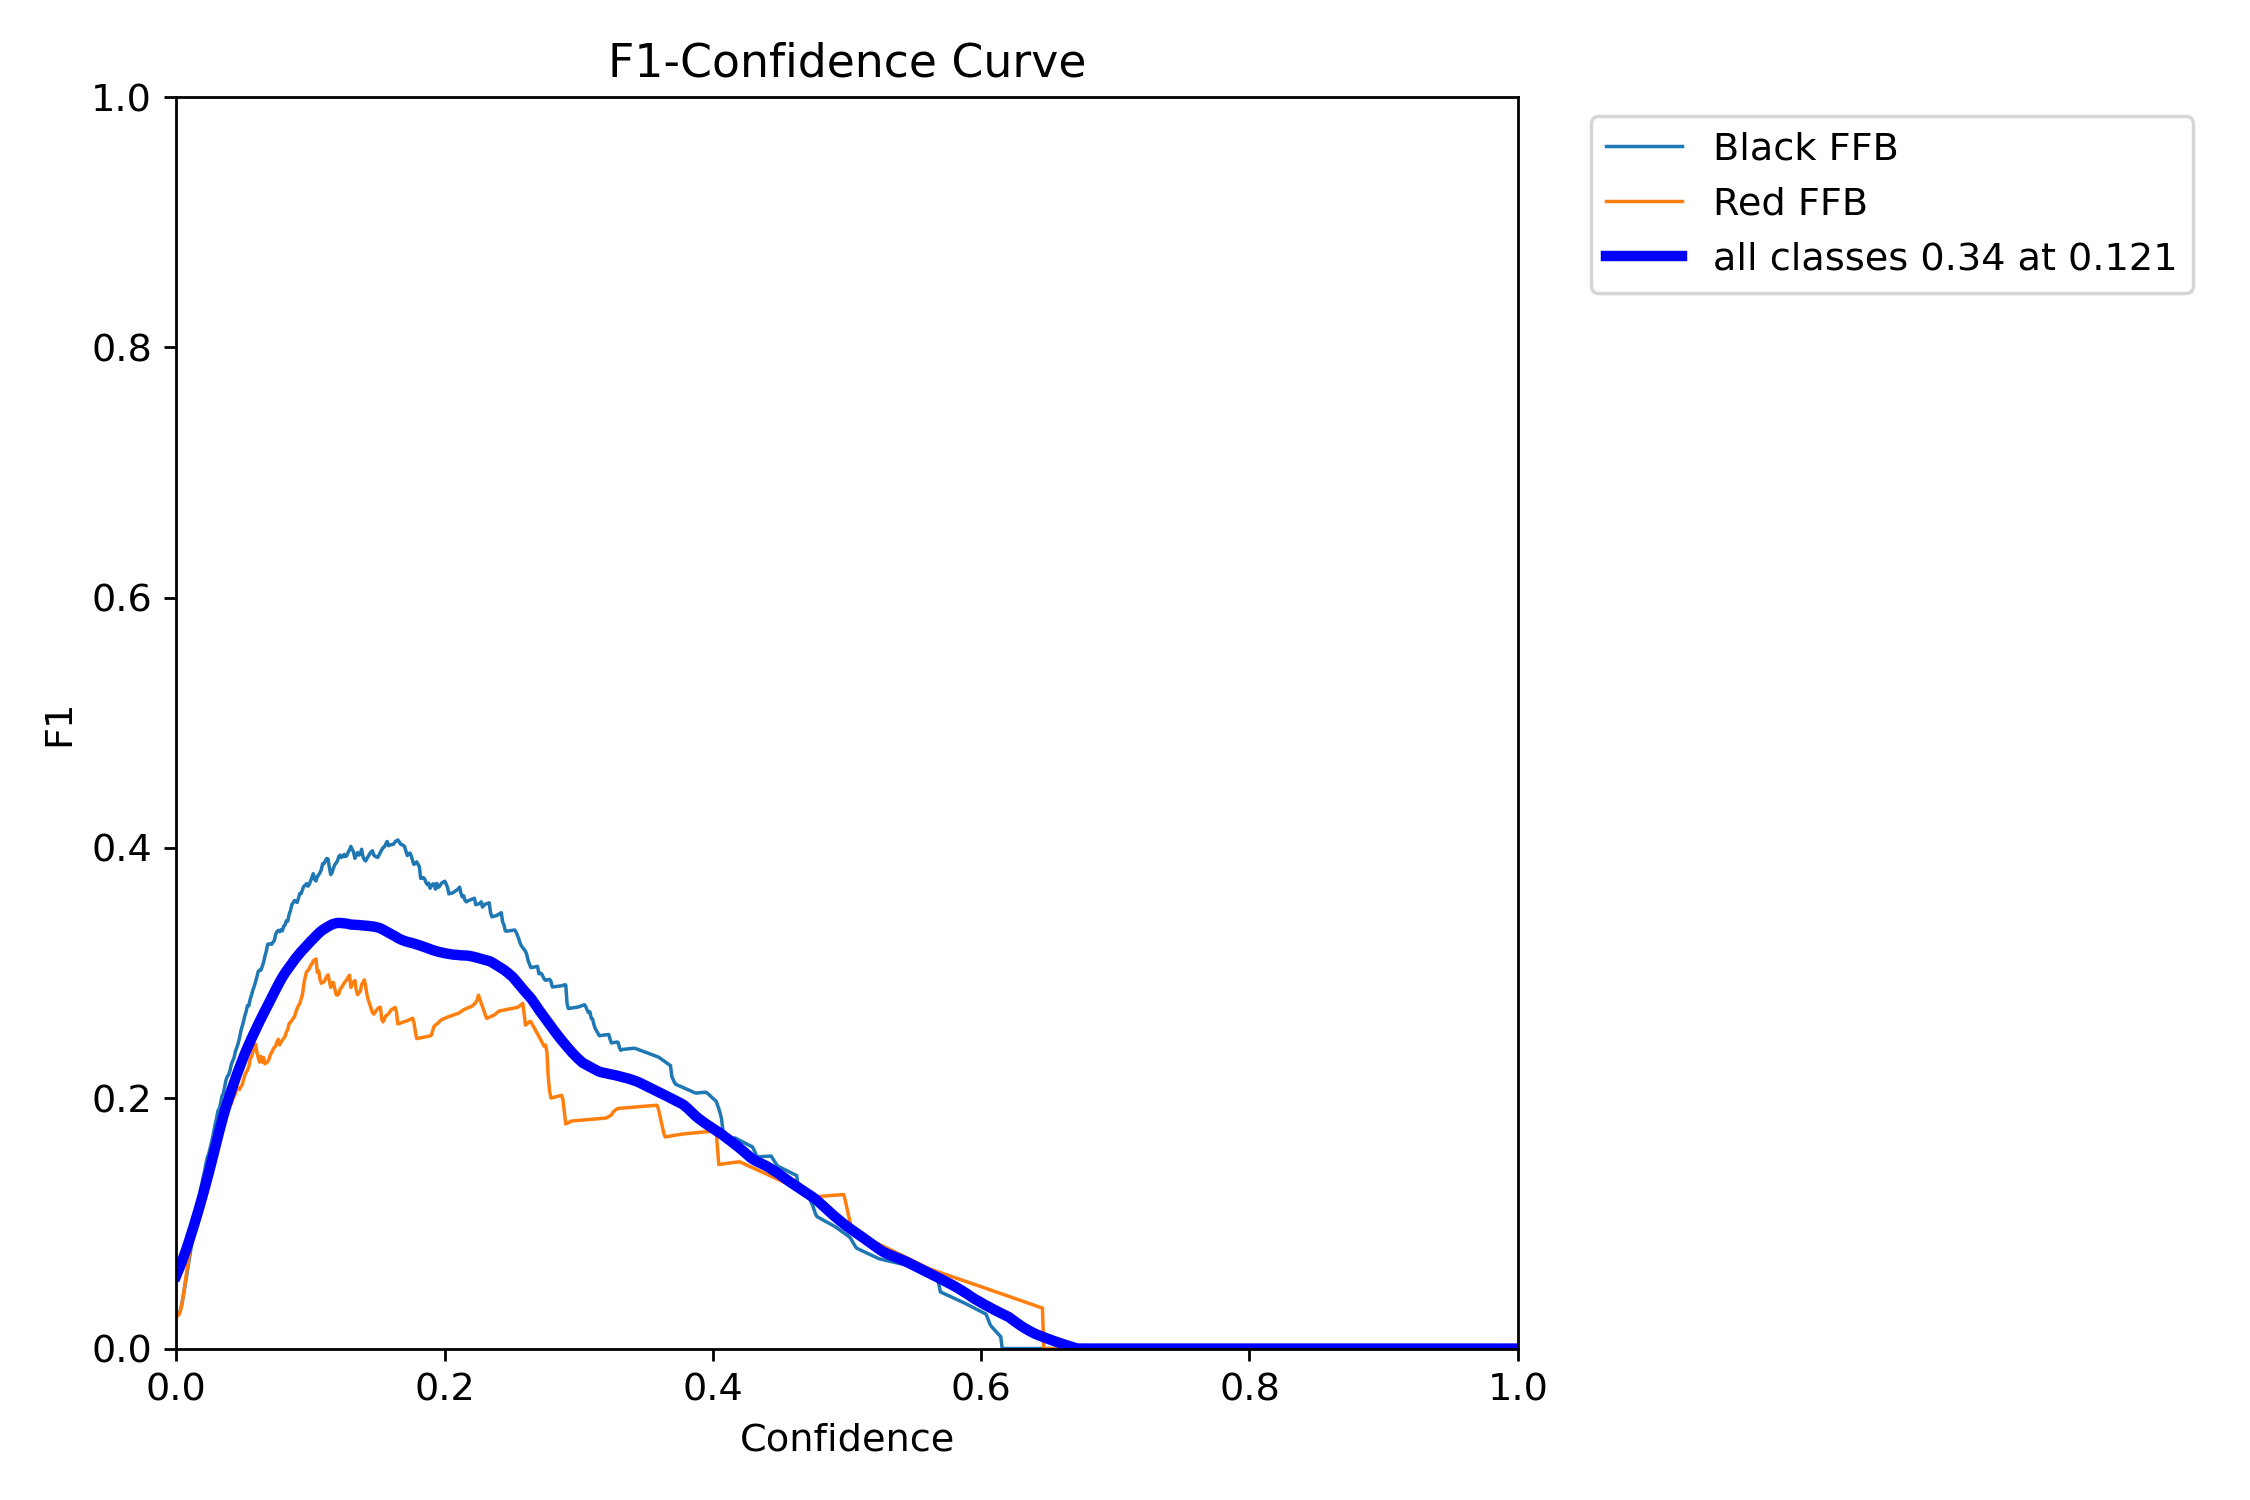 F1-Confidence Curve
1.0
0.8
0.6
0.4
0.2
0.0
F1
0.0 0.2 0.4 0.6 0.8 1.0
Confidence
Black FFB
Red FFB
all classes 0.34 at 0.121